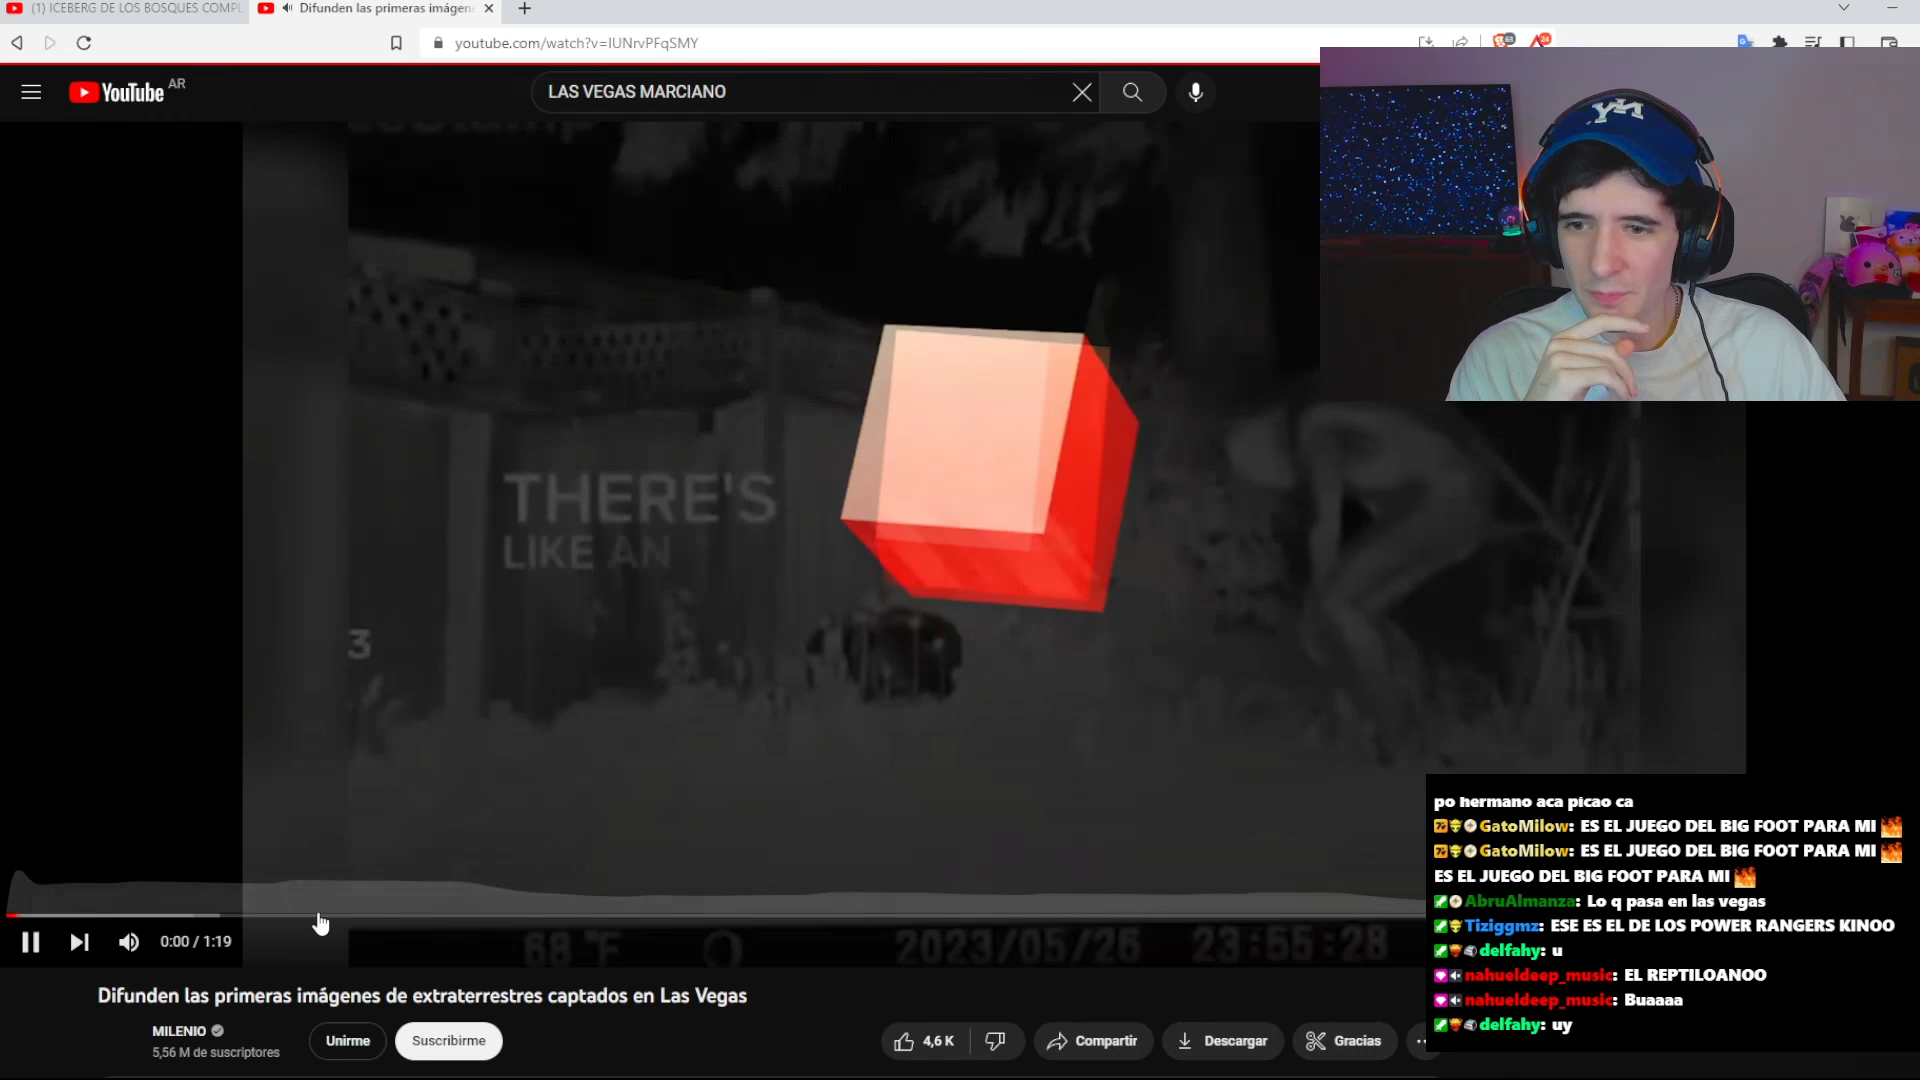 (1) ICEBERG DE LOS BOSQUES COMPL
Difunden las primeras imágen
youtube.com/watch?v=IUNrvPFqSMY
63
24
YouTube AR
LAS VEGAS MARCIANO
NY
THERE'S
LIKE AN
3
0:00 / 1:19
68 °F 2023/05/26 23:55:28
Difunden las primeras imágenes de extraterrestres captados en Las Vegas
MILENIO
5,56 M de suscriptores
Unirme
Suscribirme
4,6 K
Compartir
Descargar
Gracias
po hermano aca picao ca
GatoMilow: ES EL JUEGO DEL BIG FOOT PARA MI
GatoMilow: ES EL JUEGO DEL BIG FOOT PARA MI
ES EL JUEGO DEL BIG FOOT PARA MI
AbruAlmanza: Lo q pasa en las vegas
Tiziggmz: ESE ES EL DE LOS POWER RANGERS KINOO
delfahy: u
nahueldeep_music: EL REPTILOANOO
nahueldeep_music: Buaaaa
delfahy: uy